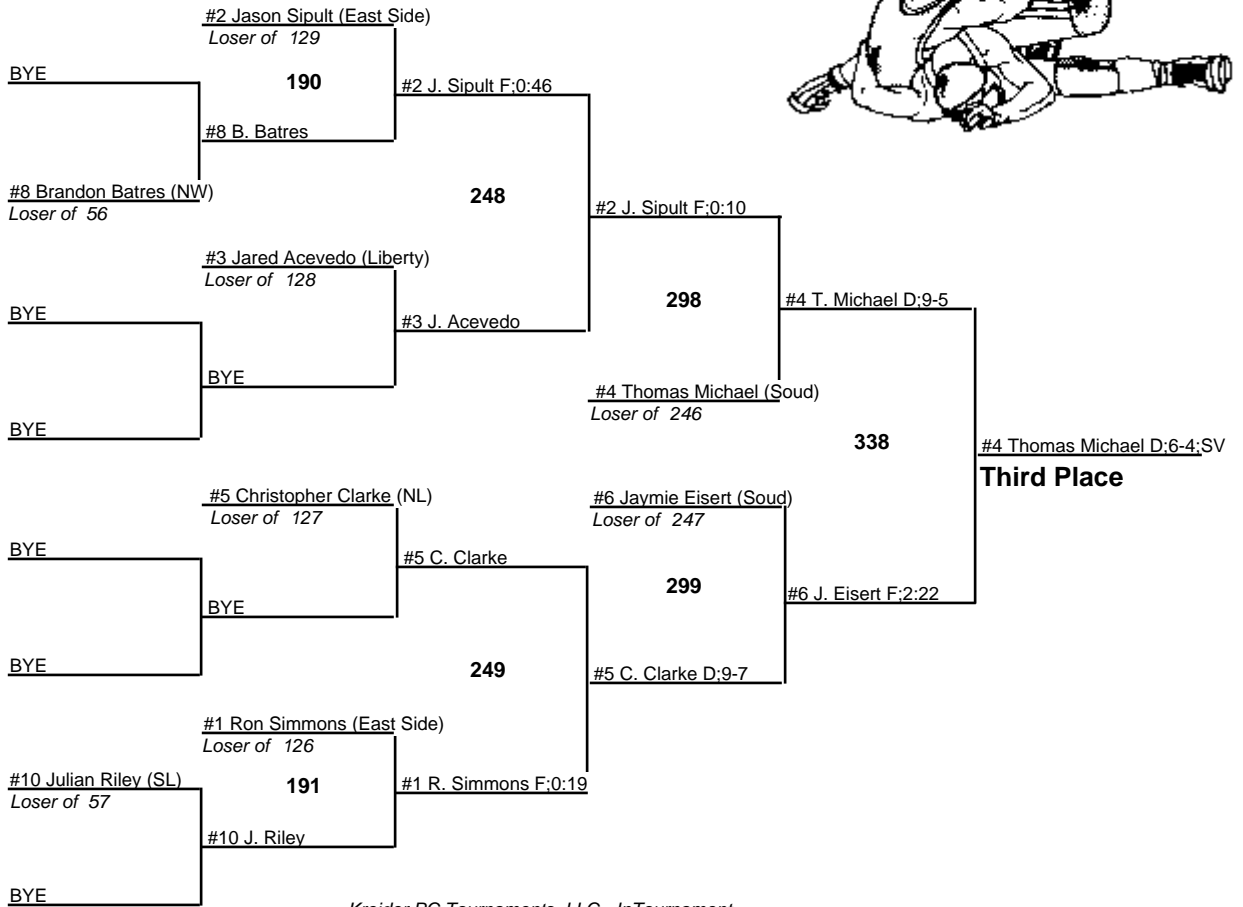 #2 Jason Sipult (East Side)
Loser of 129
BYE
190
#2 J. Sipult F;0:46
#8 B. Batres
#8 Brandon Batres (NW)
Loser of 56
248
#2 J. Sipult F;0:10
#3 Jared Acevedo (Liberty)
Loser of 128
298
#4 T. Michael D;9-5
BYE
#3 J. Acevedo
BYE
#4 Thomas Michael (Soud)
Loser of 246
BYE
338
#4 Thomas Michael D;6-4;SV
Third Place
#5 Christopher Clarke (NL)
Loser of 127
#6 Jaymie Eisert (Soud)
Loser of 247
BYE
#5 C. Clarke
299
#6 J. Eisert F;2:22
BYE
BYE
249
#5 C. Clarke D;9-7
#1 Ron Simmons (East Side)
Loser of 126
#10 Julian Riley (SL)
Loser of 57
191
#1 R. Simmons F;0:19
#10 J. Riley
BYE